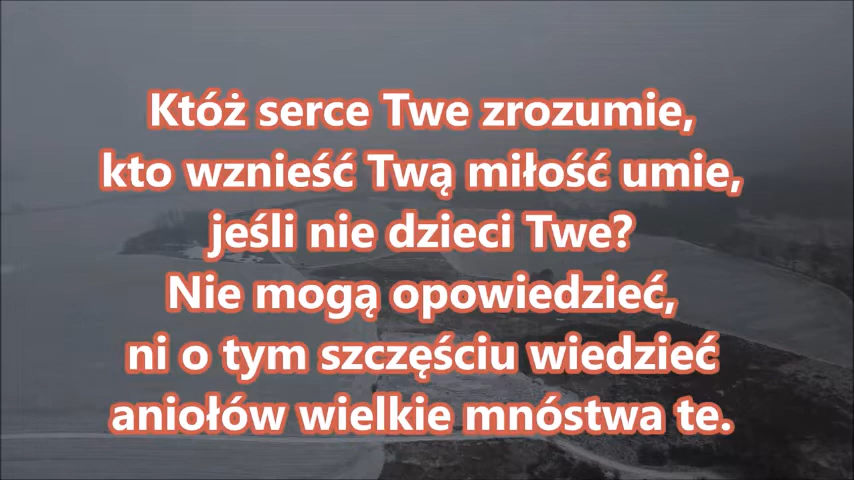 Któż serce Twe zrozumie,
kto wznieść Twą miłość umie,
jeśli nie dzieci Twe?
Nie mogą opowiedzieć,
ni o tym szczęściu wiedzieć
aniołów wielkie mnóstwa te.